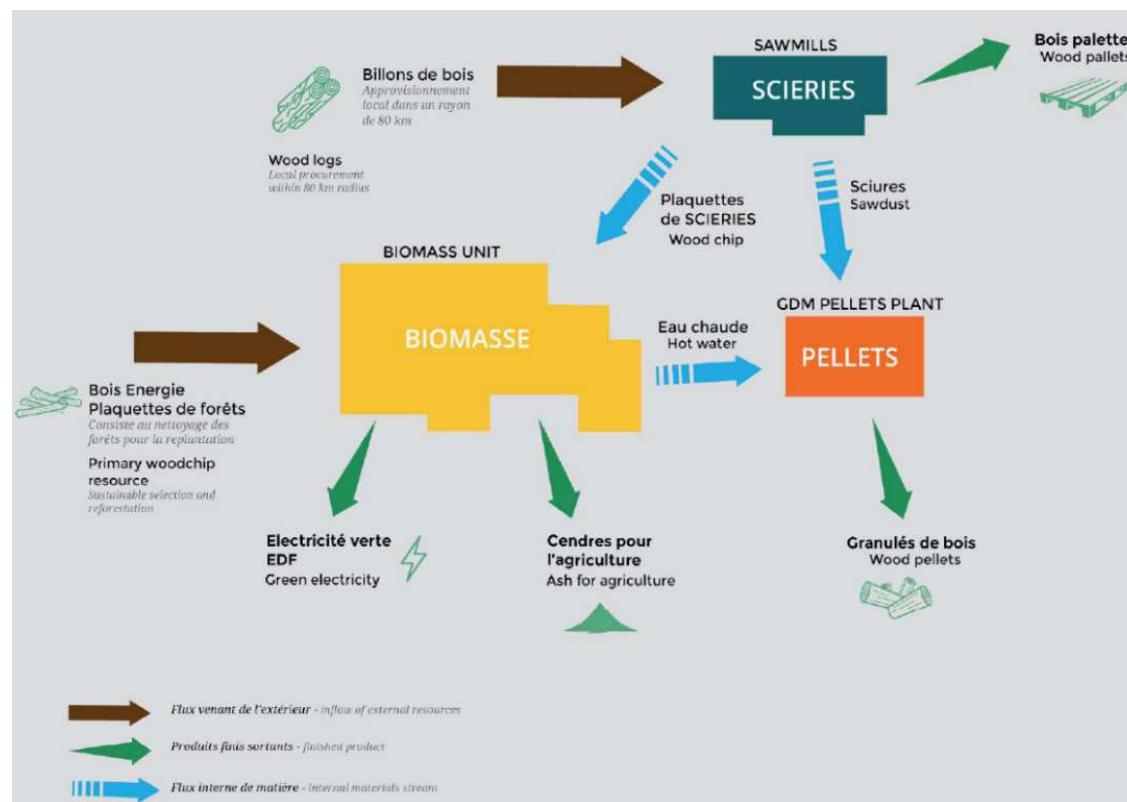 SAWMILLS
SCIERIES
Bois palette
Wood pallets
Billons de bois
Approvisionnement
local dans un rayon
de 80 km
Wood logs
Local procurement
within 80 km radius
Plaquettes
de SCIERIES
Wood chip
Sciures
Sawdust
BIOMASS UNIT
BIOMASSE
Eau chaude
Hot water
GDM PELLETS PLANT
PELLETS
Bois Energie
Plaquettes de forêts
Consiste au nettoyage des
forêts pour la replantation
Primary woodchip
resource
Sustainable selection and
reforestation
Electricité verte
EDF
Green electricity
Cendres pour
l'agriculture
Ash for agriculture
Granulés de bois
Wood pellets
Flux venant de l'extérieur - inflow of external resources
Produits finis sortants - finished product
Flux interne de matière - internal materials stream